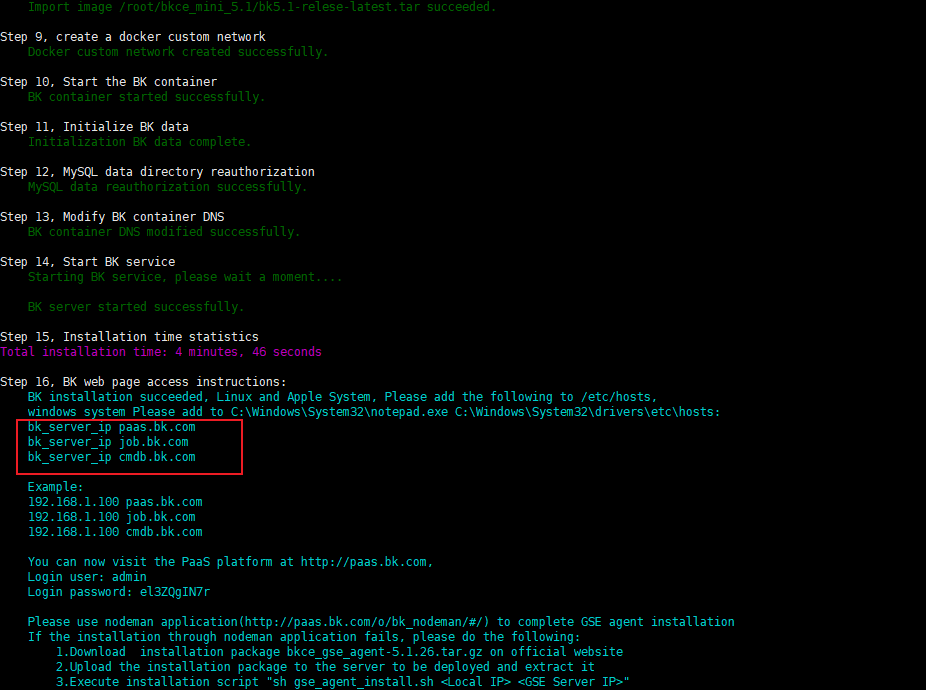 Import image /root/bkce_mini_5.1/bk5.1-relese-latest.tar succeeded.
Step 9, create a docker custom network
Docker custom network created successfully.
Step 10, Start the BK container
BK container started successfully.
Step 11, Initialize BK data
Initialization BK data complete.
Step 12, MySQL data directory reauthorization
MySQL data reauthorization successfully.
Step 13, Modify BK container DNS
BK container DNS modified successfully.
Step 14, Start BK service
Starting BK service, please wait a moment....
BK server started successfully.
Step 15, Installation time statistics
Total installation time: 4 minutes, 46 seconds
Step 16, BK web page access instructions:
BK installation succeeded, Linux and Apple System, Please add the following to /etc/hosts,
windows system Please add to C:\Windows\System32\notepad.exe C:\Windows\System32\drivers\etc\hosts:
bk_server_ip paas.bk.com
bk_server_ip job.bk.com
bk_server_ip cmdb.bk.com
Example:
192.168.1.100 paas.bk.com
192.168.1.100 job.bk.com
192.168.1.100 cmdb.bk.com
You can now visit the PaaS platform at http://paas.bk.com,
Login user: admin
Login password: el3ZQgIN7r
Please use nodeman application(http://paas.bk.com/o/bk_nodeman/#/) to complete GSE agent installation
If the installation through nodeman application fails, please do the following:
1.Download  installation package bkce_gse_agent-5.1.26.tar.gz on official website
2.Upload the installation package to the server to be deployed and extract it
3.Execute installation script "sh gse_agent_install.sh <Local IP> <GSE Server IP>"